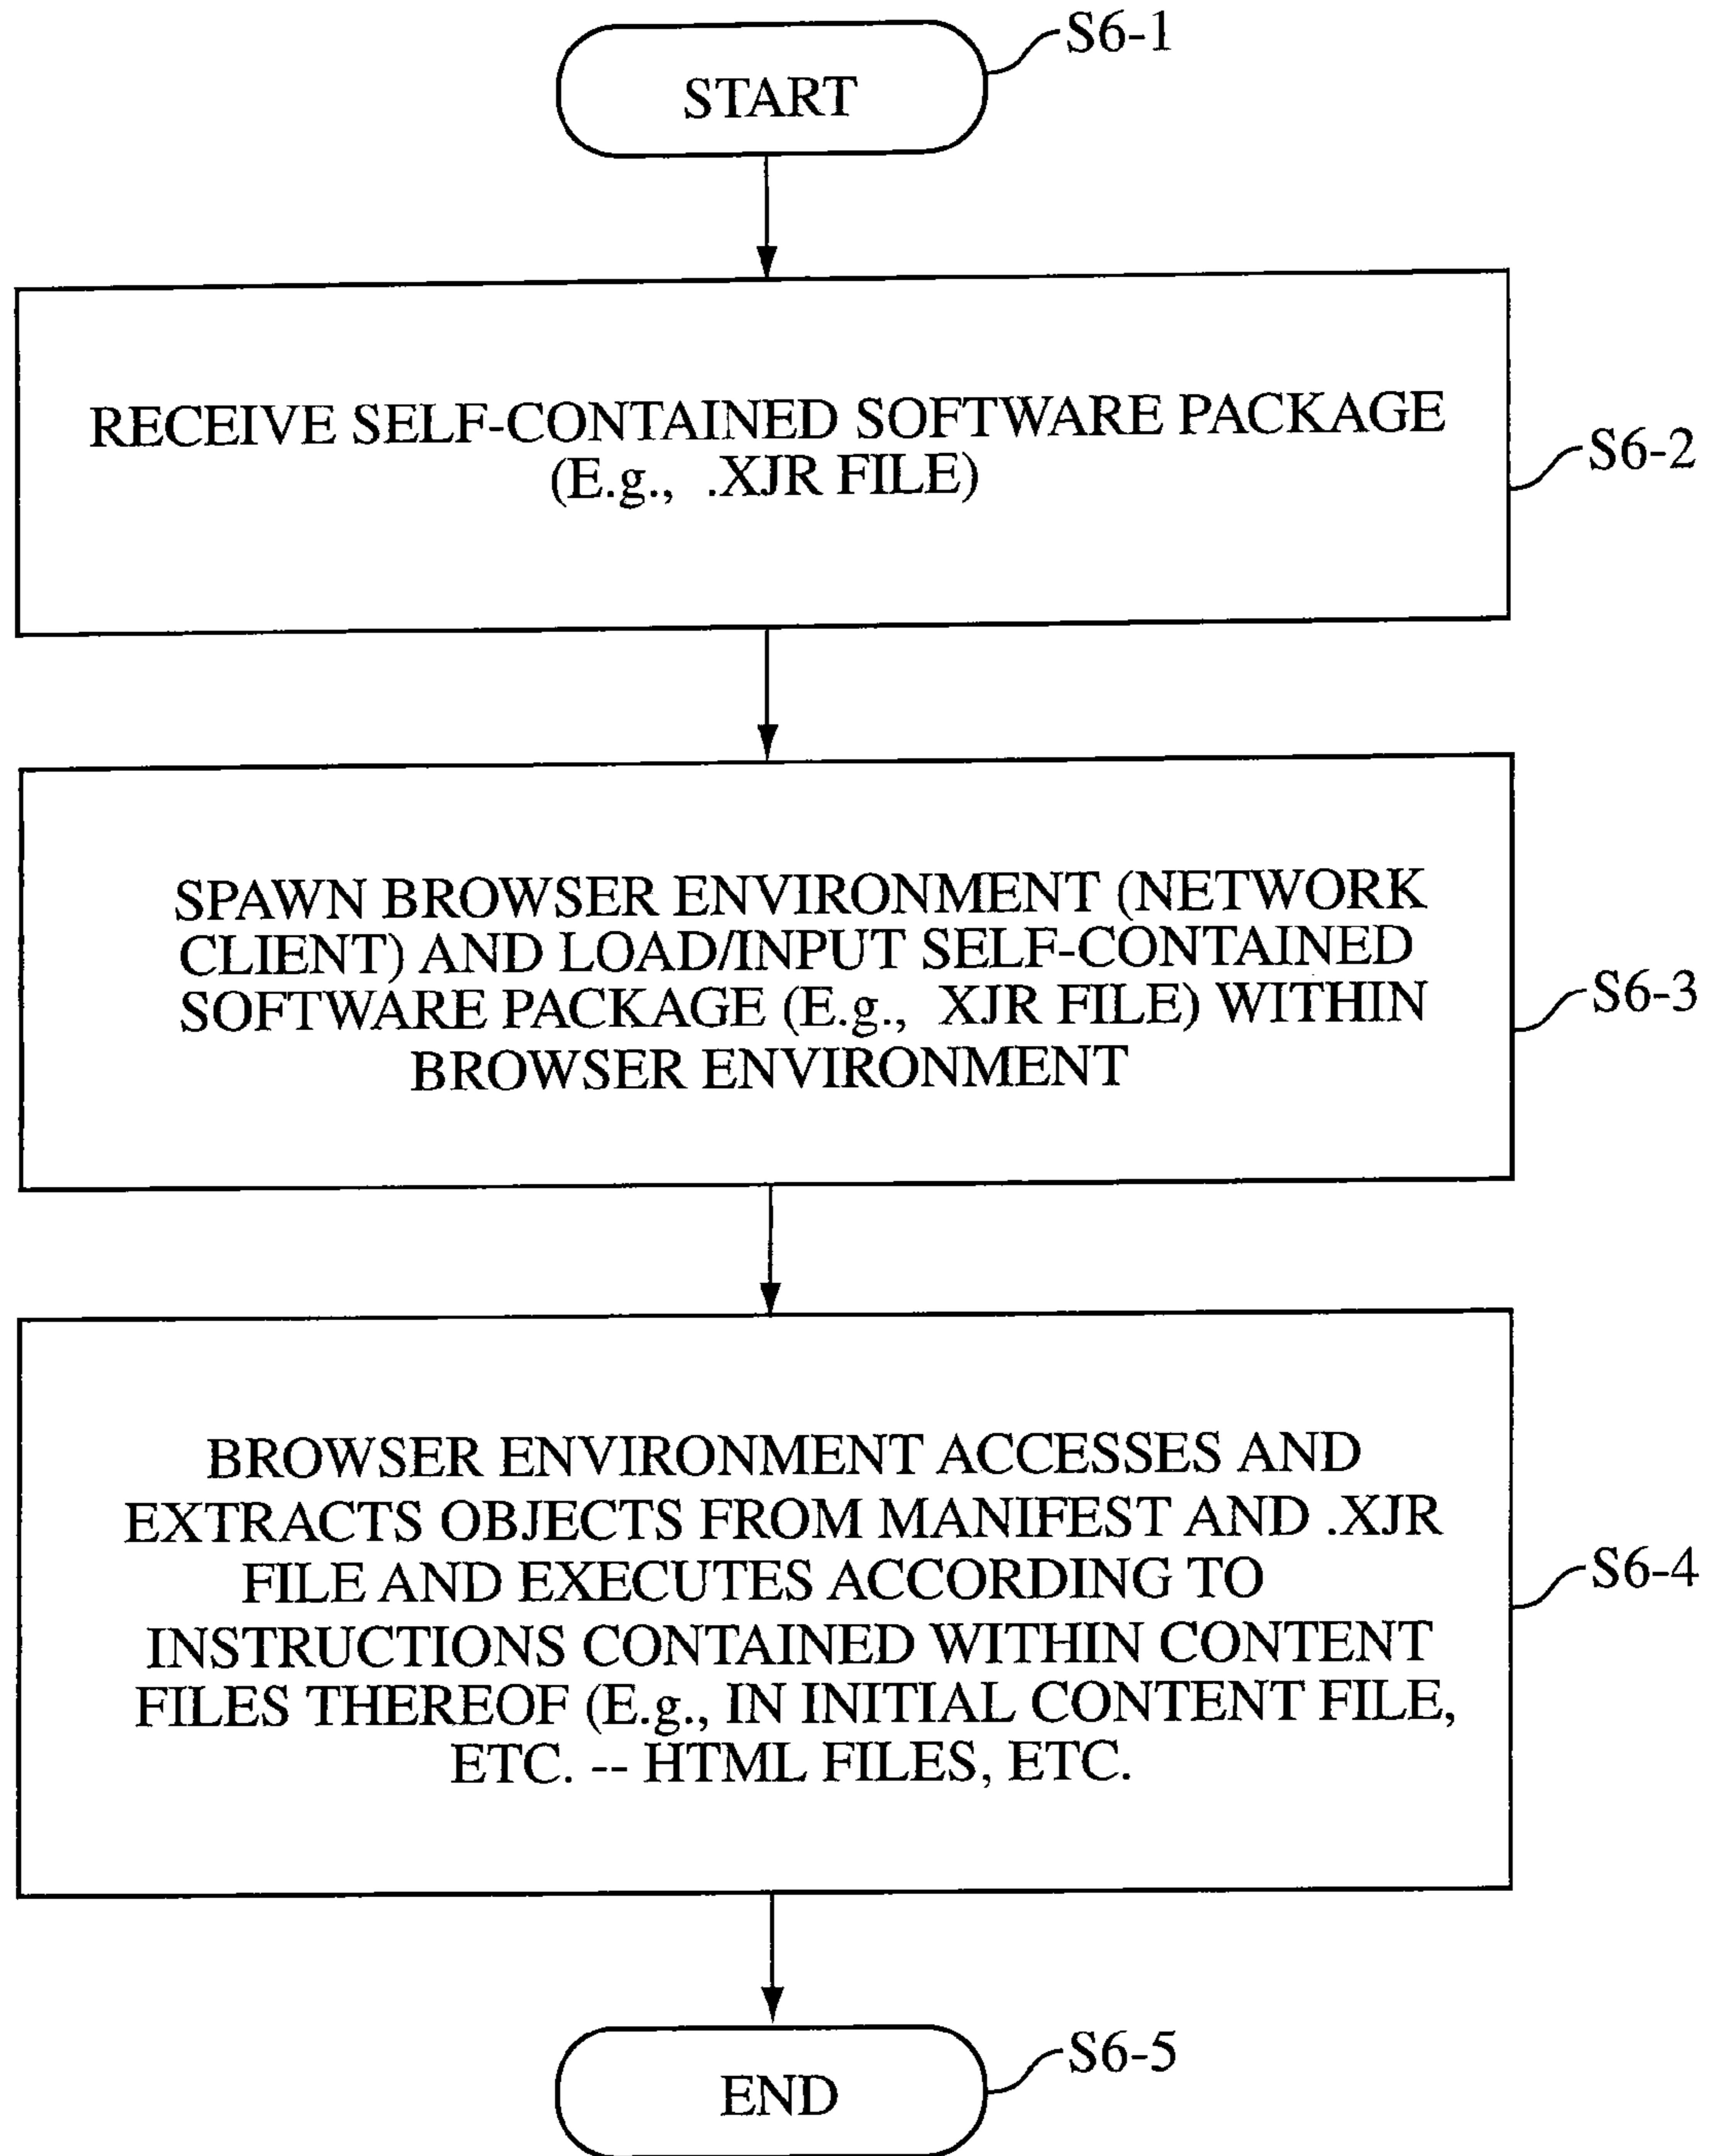 S6-1
START
RECEIVE SELF-CONTAINED SOFTWARE PACKAGE
(E.g., .XJR FILE)
S6-2
SPAWN BROWSER ENVIRONMENT (NETWORK
CLIENT) AND LOAD/INPUT SELF-CONTAINED
SOFTWARE PACKAGE (E.g., XJR FILE) WITHIN
BROWSER ENVIRONMENT
S6-3
BROWSER ENVIRONMENT ACCESSES AND
EXTRACTS OBJECTS FROM MANIFEST AND .XJR
FILE AND EXECUTES ACCORDING TO
INSTRUCTIONS CONTAINED WITHIN CONTENT
FILES THEREOF (E.g., IN INITIAL CONTENT FILE,
ETC. -- HTML FILES, ETC.
S6-4
S6-5
END